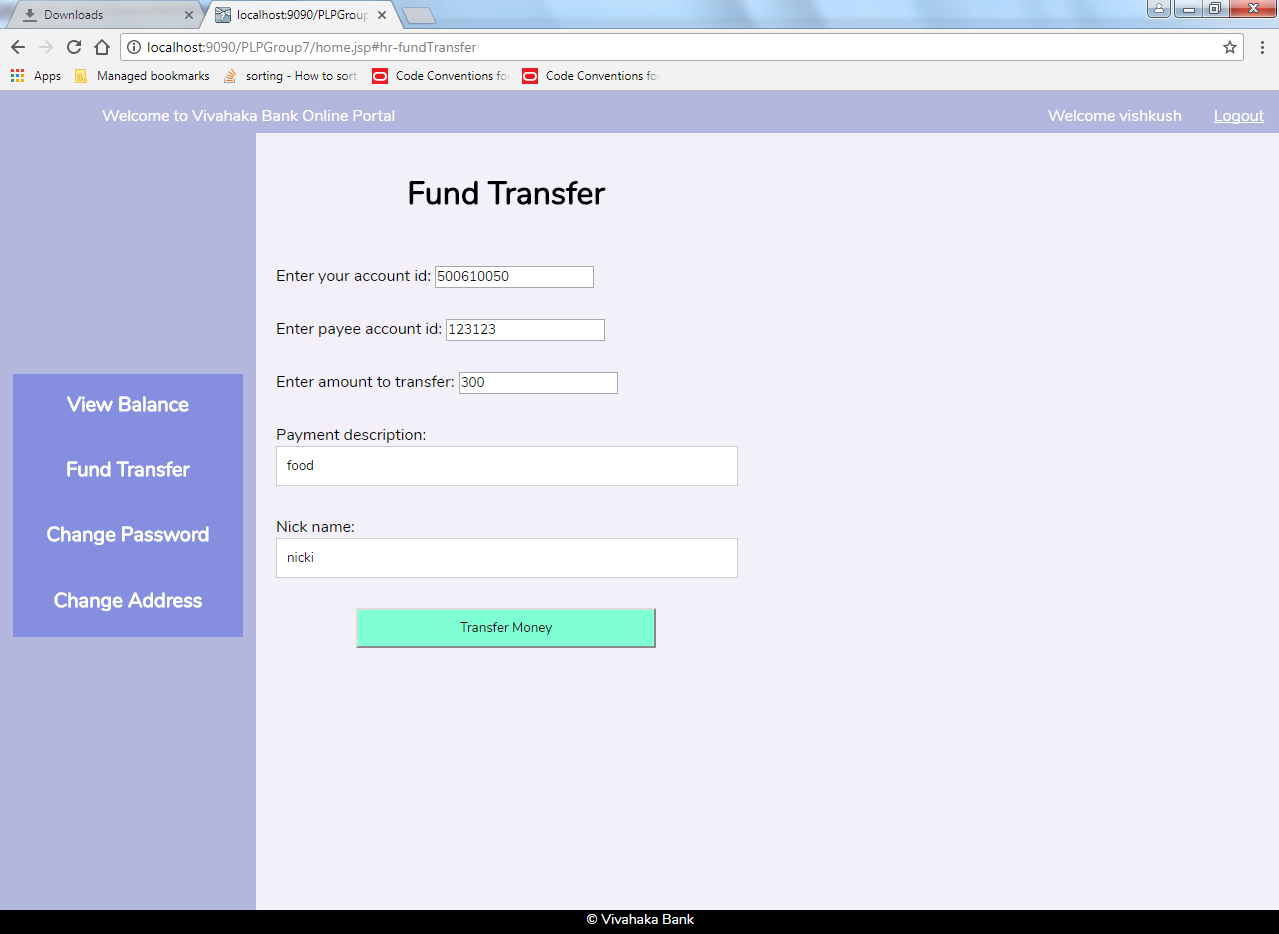 Downloads
localhost:9090/PLPGroup
localhost:9090/PLPGroup7/home.jsp#hr-fundTransfer
Apps Managed bookmarks sorting - How to sort Code Conventions fo Code Conventions fo
Welcome to Vivahaka Bank Online Portal Welcome vishkush Logout
Fund Transfer
Enter your account id: 500610050
Enter payee account id: 123123
Enter amount to transfer: 300
Payment description:
food
Nick name:
nicki
Transfer Money
View Balance
Fund Transfer
Change Password
Change Address
© Vivahaka Bank